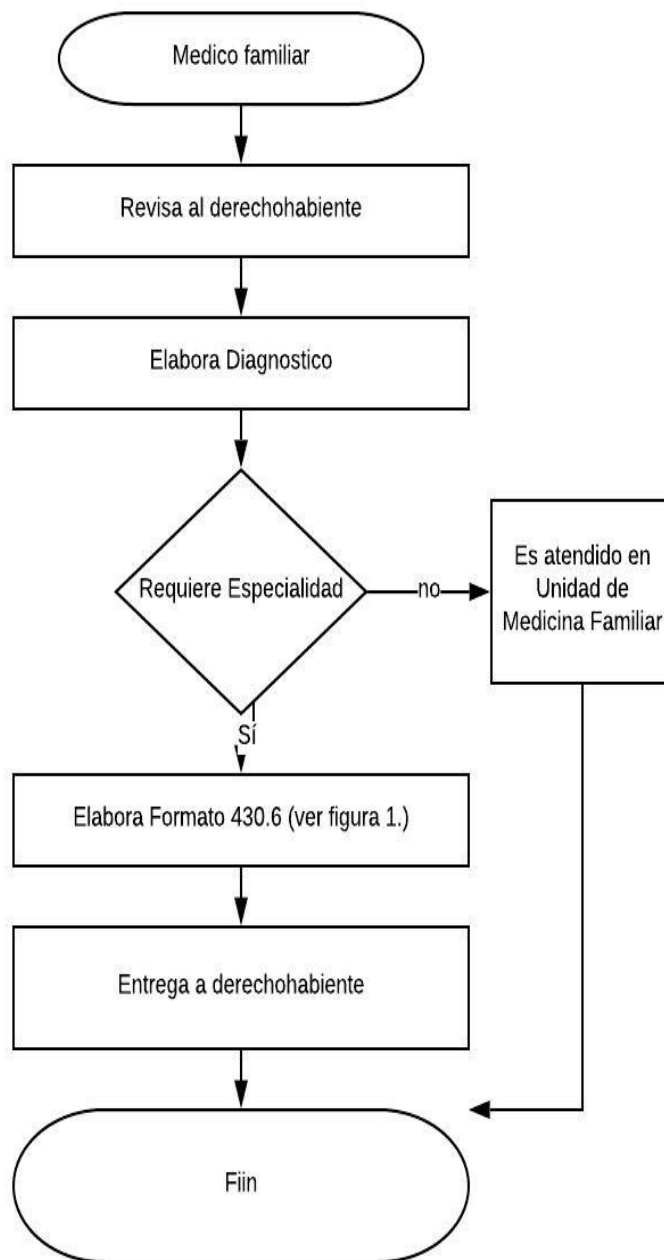 Medico familiar
Revisa al derechohabiente
Elabora Diagnostico
Requiere Especialidad
no
Es atendido en
Unidad de
Medicina Familiar
Sí
Elabora Formato 430.6 (ver figura 1.)
Entrega a derechohabiente
Fiin